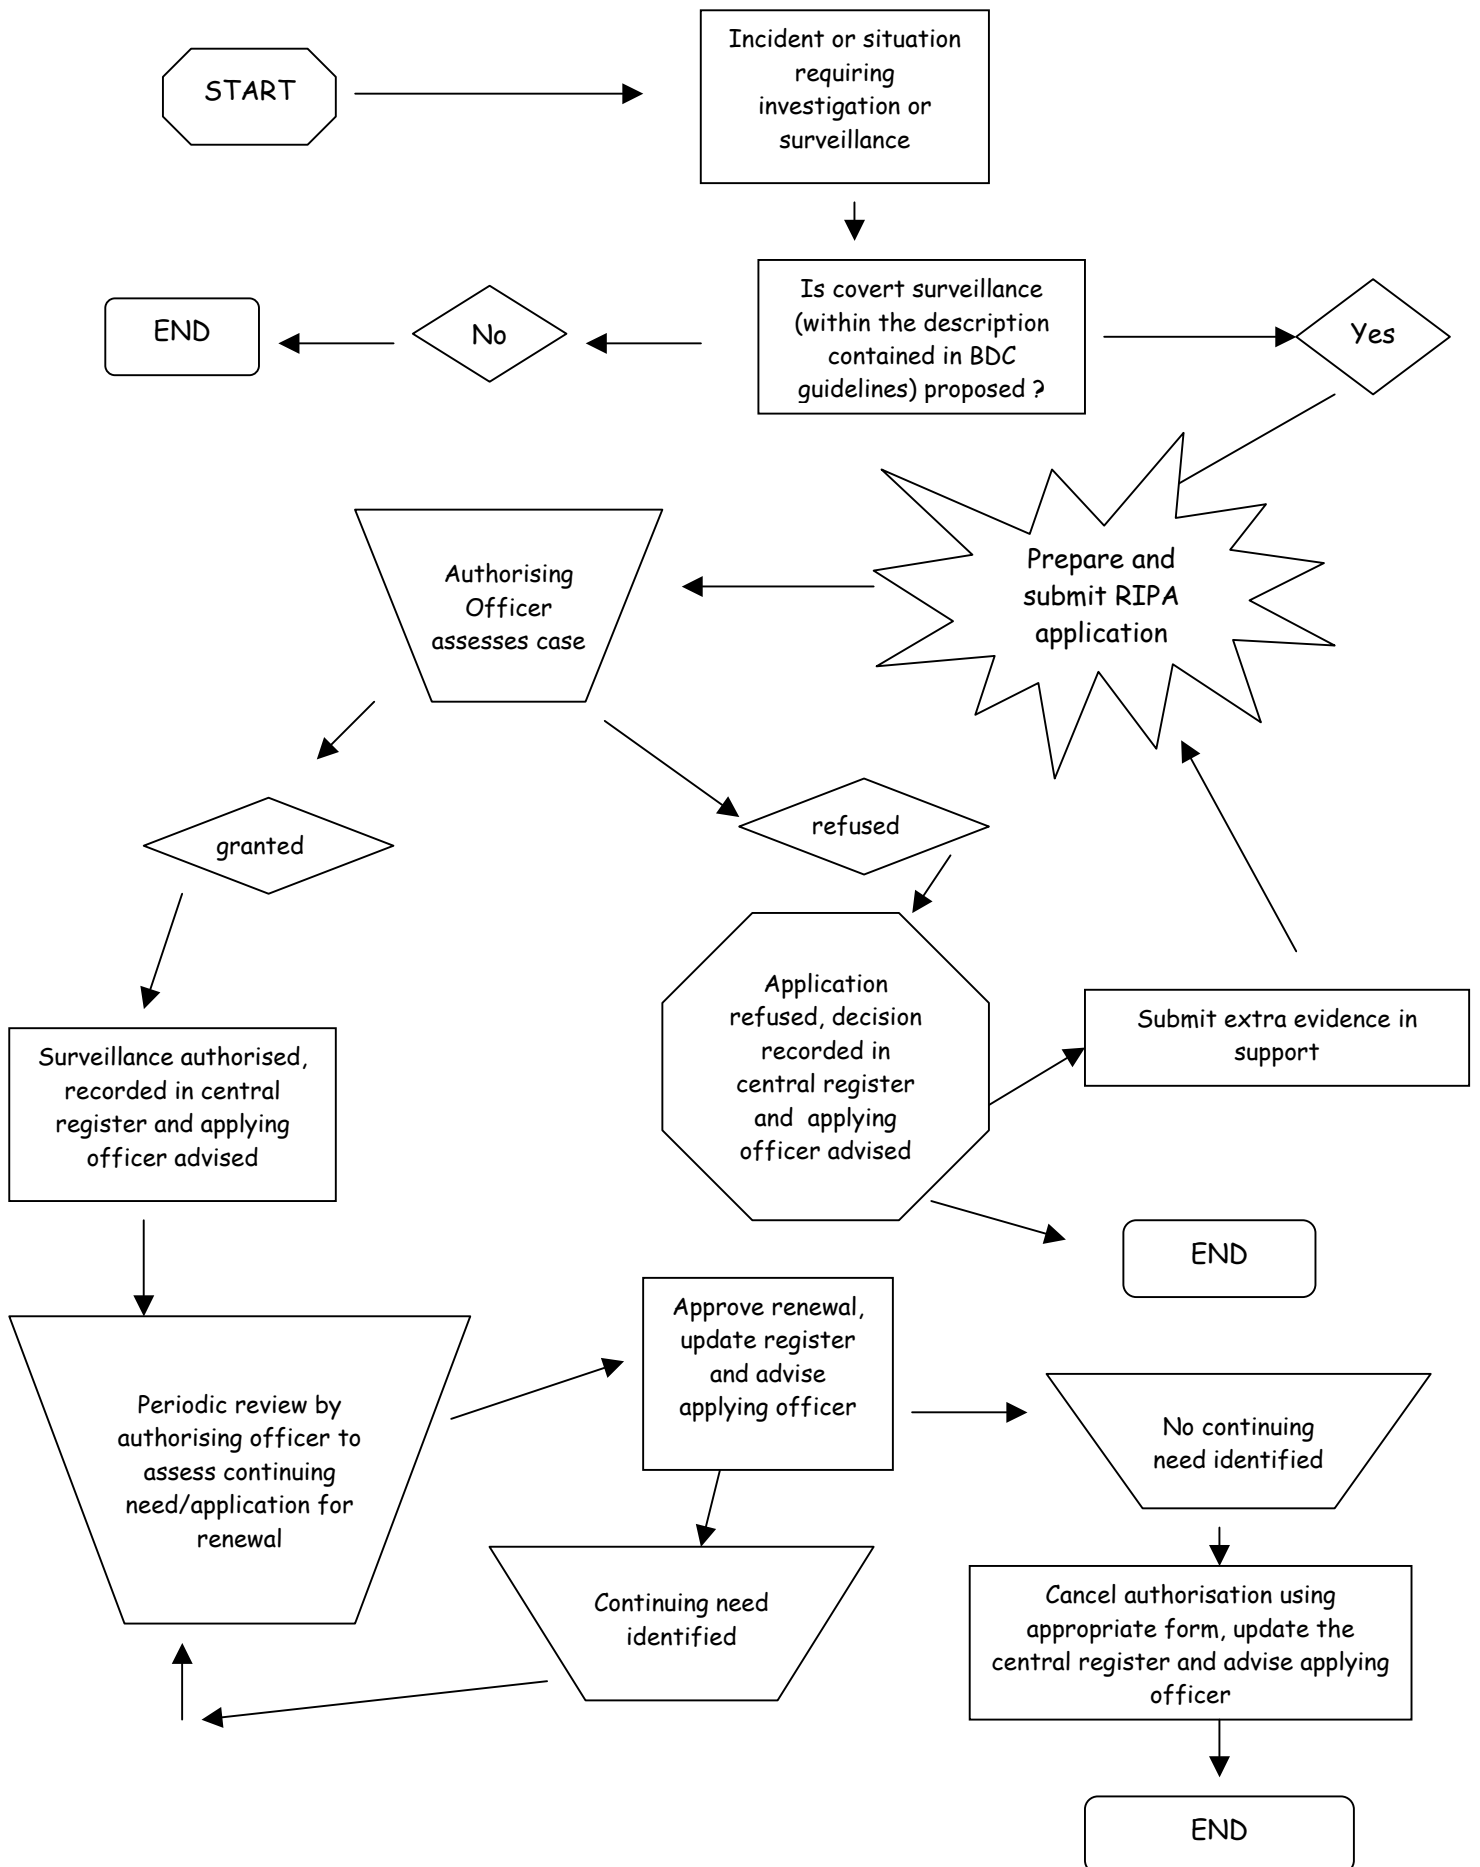 START
Incident or situation
requiring
investigation or
surveillance
END
No
Is covert surveillance
(within the description
contained in BDC
guidelines) proposed ?
Yes
Authorising
Officer
assesses case
Prepare and
submit RIPA
application
granted
refused
Application
refused, decision
recorded in
central register
and applying
officer advised
Submit extra evidence in
support
Surveillance authorised,
recorded in central
register and applying
officer advised
END
Approve renewal,
update register
and advise
applying officer
Periodic review by
authorising officer to
assess continuing
need/application for
renewal
No continuing
need identified
Continuing need
identified
Cancel authorisation using
appropriate form, update the
central register and advise applying
officer
END